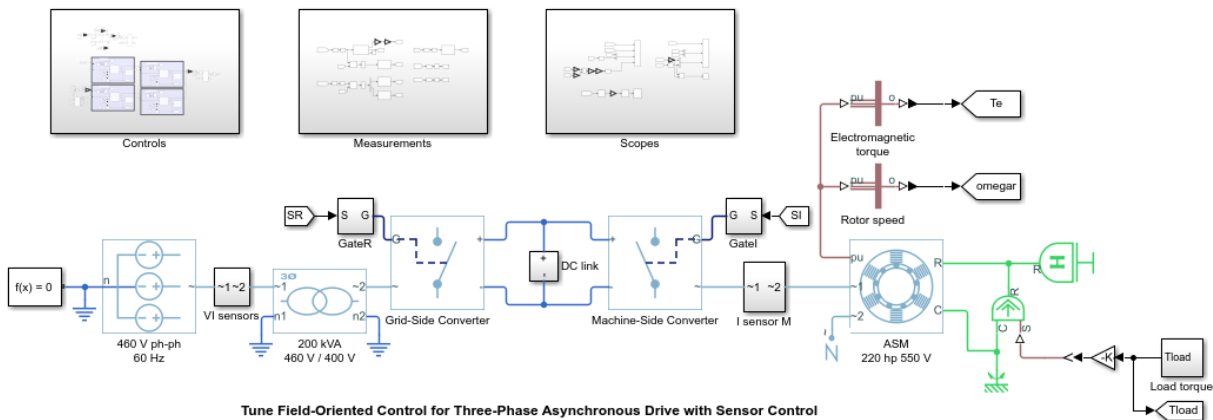 Controls
Measurements
Scopes
pu
o
Te
Electromagnetic
torque
pu
o
omegar
Rotor speed
SR
S G
GateR
G
+
-
+
-
DC link
+
-
G
G S
GateI
SI
f(x) = 0
n
~
~1 ~2
VI sensors
3Ø
~1
~2
n1
n2
~
Grid-Side Converter
Machine-Side Converter
~
~1 ~2
I sensor M
pu
~1
~2
~
N
R
C
R
H
R
C
S
-K-
Tload
Load torque
Tload
460 V ph-ph
60 Hz
200 kVA
460 V / 400 V
ASM
220 hp 550 V
Tune Field-Oriented Control for Three-Phase Asynchronous Drive with Sensor Control